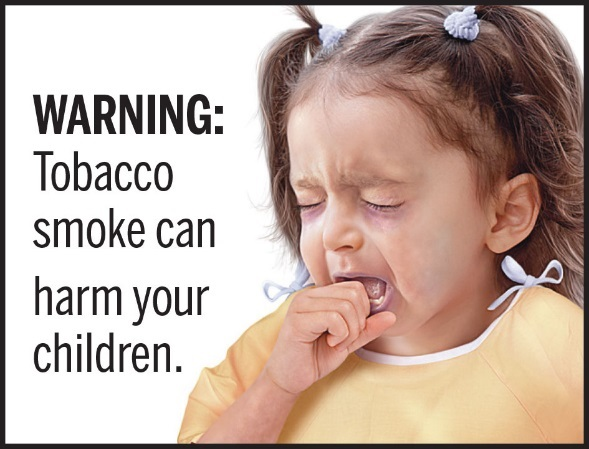 WARNING:
Tobacco
smoke can
harm your
children.